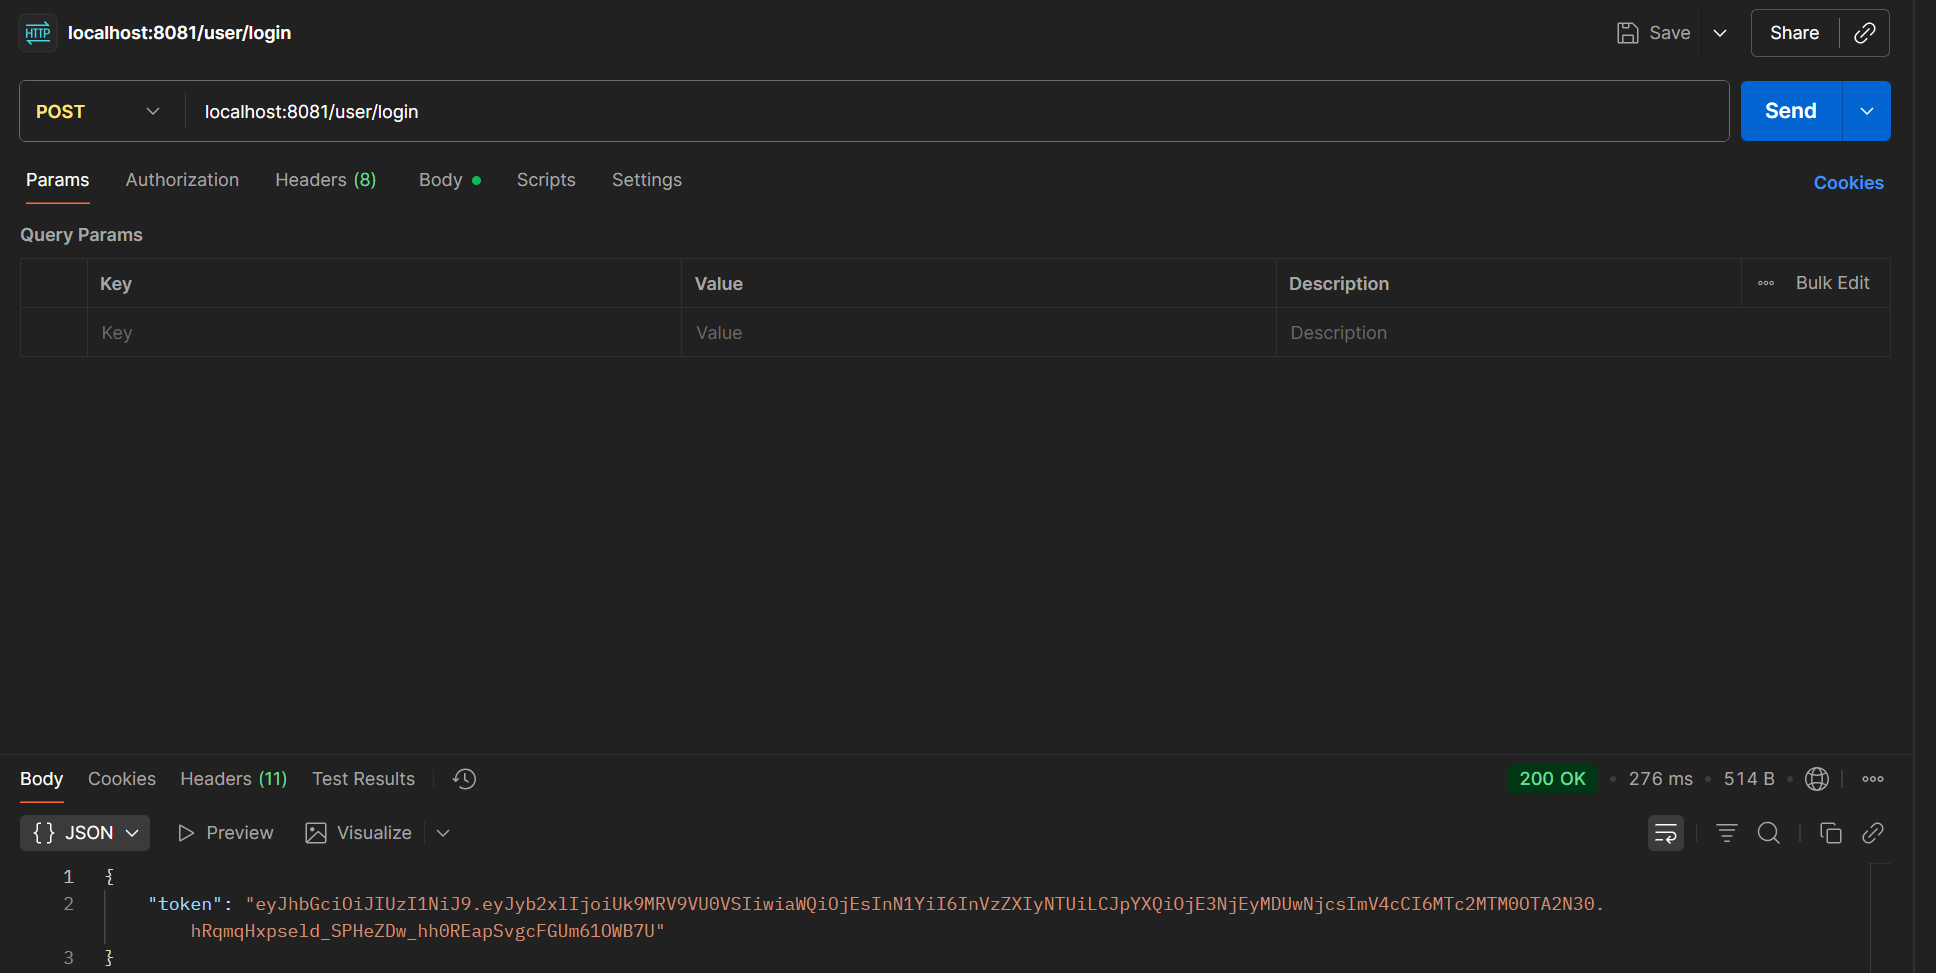 HTTP localhost:8081/user/login Save Share
POST localhost:8081/user/login Send
Params Authorization Headers (8) Body Scripts Settings Cookies
Query Params
Key Value Description Bulk Edit
Key Value Description
Body Cookies Headers (11) Test Results 200 OK 276 ms 514 B
{} JSON Preview Visualize
1 {
2 "token": "eyJhbGciOiJIUzI1NiJ9.eyJyb2xlIjoiUk9MRV9VU0VSIiwiaWQiOjEsInN1YiI6InVzZXIyNTUiLCJpYXQiOjE3NjEyMDUwNjcsImV4cCI6MTc2MTM0OTA2N30.
hRqmqHxpseld_SPHeZDw_hh0REapSvgcFGUm61OWB7U"
3 }